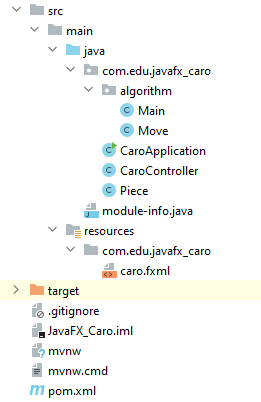 src
main
java
com.edu.javafx_caro
algorithm
Main
Move
CaroApplication
CaroController
Piece
module-info.java
resources
com.edu.javafx_caro
caro.fxml
target
.gitignore
JavaFX_Caro.iml
mvnw
mvnw.cmd
pom.xml